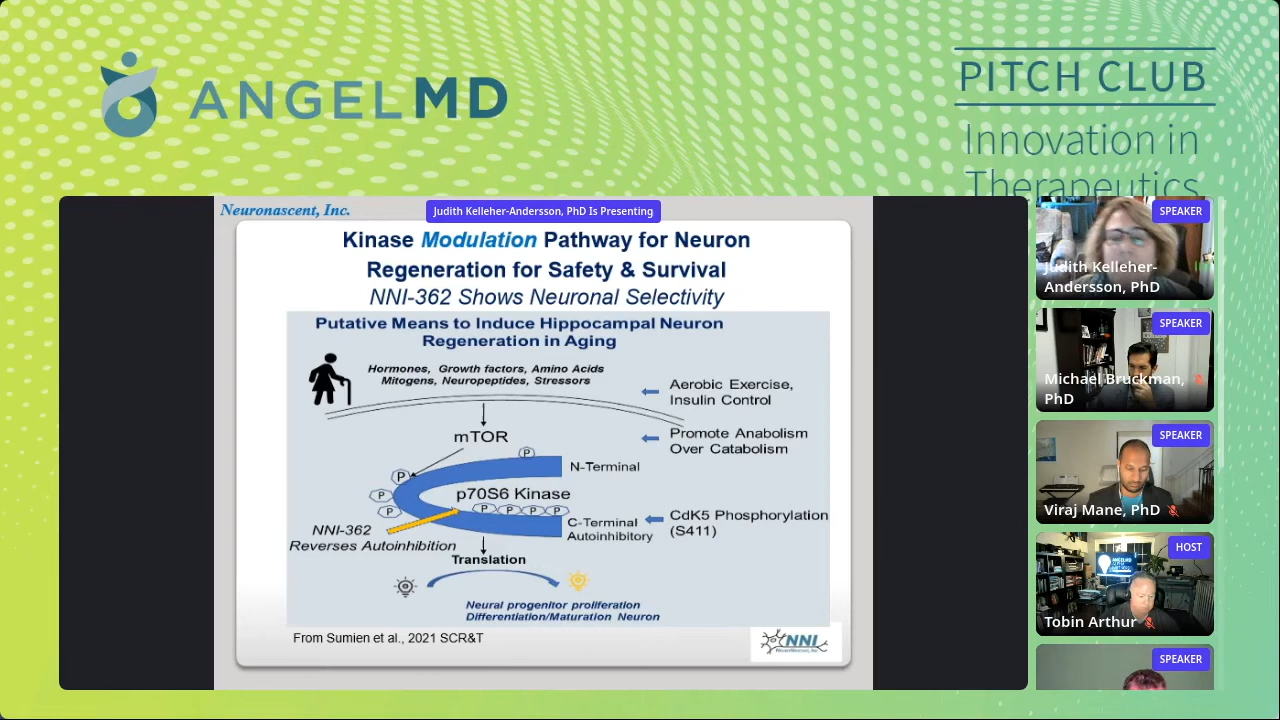 ANGELMD
PITCH CLUB
Innovation in
Therapeutics
Neuronascent, Inc.
Judith Kelleher-Andersson, PhD Is Presenting
Kinase Modulation Pathway for Neuron
Regeneration for Safety & Survival
NNI-362 Shows Neuronal Selectivity
Putative Means to Induce Hippocampal Neuron
Regeneration in Aging
Hormones, Growth factors, Amino Acids
Mitogens, Neuropeptides, Stressors
Aerobic Exercise,
Insulin Control
mTOR
Promote Anabolism
Over Catabolism
P
N-Terminal
P
P
p70S6 Kinase
P
P P P P
NNI-362
Reverses Autoinhibition
C-Terminal
Autoinhibitory
CdK5 Phosphorylation
(S411)
Translation
Neural progenitor proliferation
Differentiation/Maturation Neuron
From Sumien et al., 2021 SCR&T
NNI
SPEAKER
Judith Kelleher-
Andersson, PhD
SPEAKER
Michael Bruckman,
PhD
SPEAKER
Viraj Mane, PhD
HOST
Tobin Arthur
SPEAKER